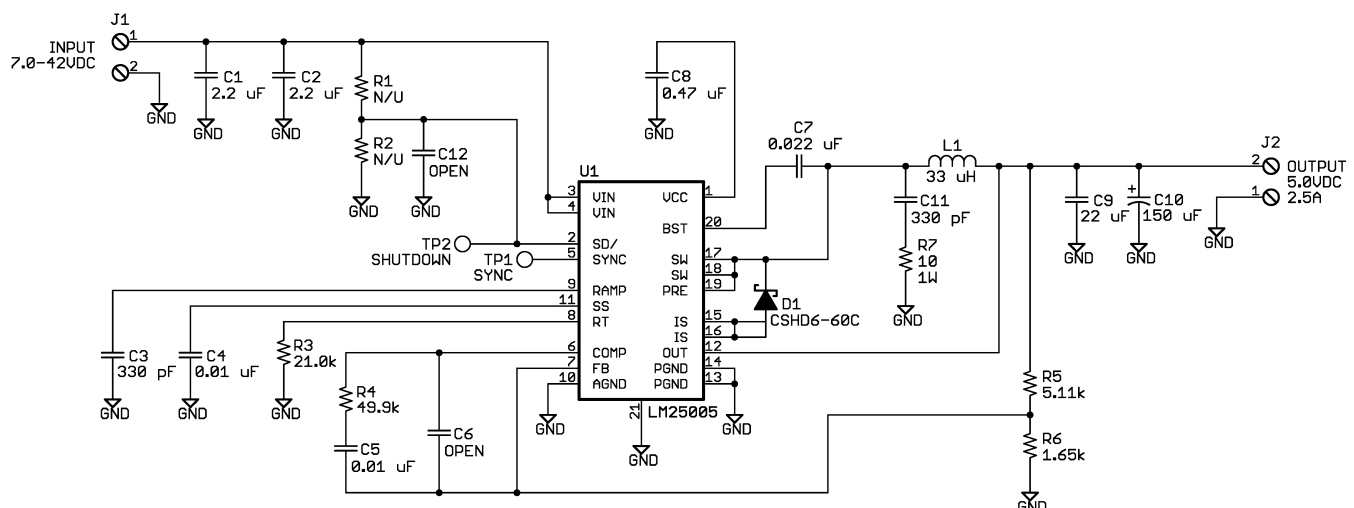 J1
1
INPUT
7.0-42VDC
2
GND
C1
2.2 uF
GND
C2
2.2 uF
GND
R1
N/U
R2
N/U
GND
C12
OPEN
GND
C8
0.47 uF
GND
C7
0.022 uF
L1
33 uH
J2
2
OUTPUT
5.0VDC
1
2.5A
GND
C11
330 pF
R7
10
1W
GND
C9
22 uF
GND
+
C10
150 uF
GND
U1
3 VIN VCC 1
4 VIN
BST 20
TP2
SHUTDOWN
2 SD/
TP1
SYNC
5 SYNC
SW 17
SW 18
9 RAMP PRE 19
11 SS
8 RT IS 15
IS 16
6 COMP OUT 12
7 FB PGND 14
10 AGND PGND 13
21
LM25005
GND
GND
GND
D1
CSHD6-60C
C3
330 pF
GND
C4
0.01 uF
GND
R3
21.0k
GND
R4
49.9k
C5
0.01 uF
C6
OPEN
R5
5.11k
R6
1.65k
GND